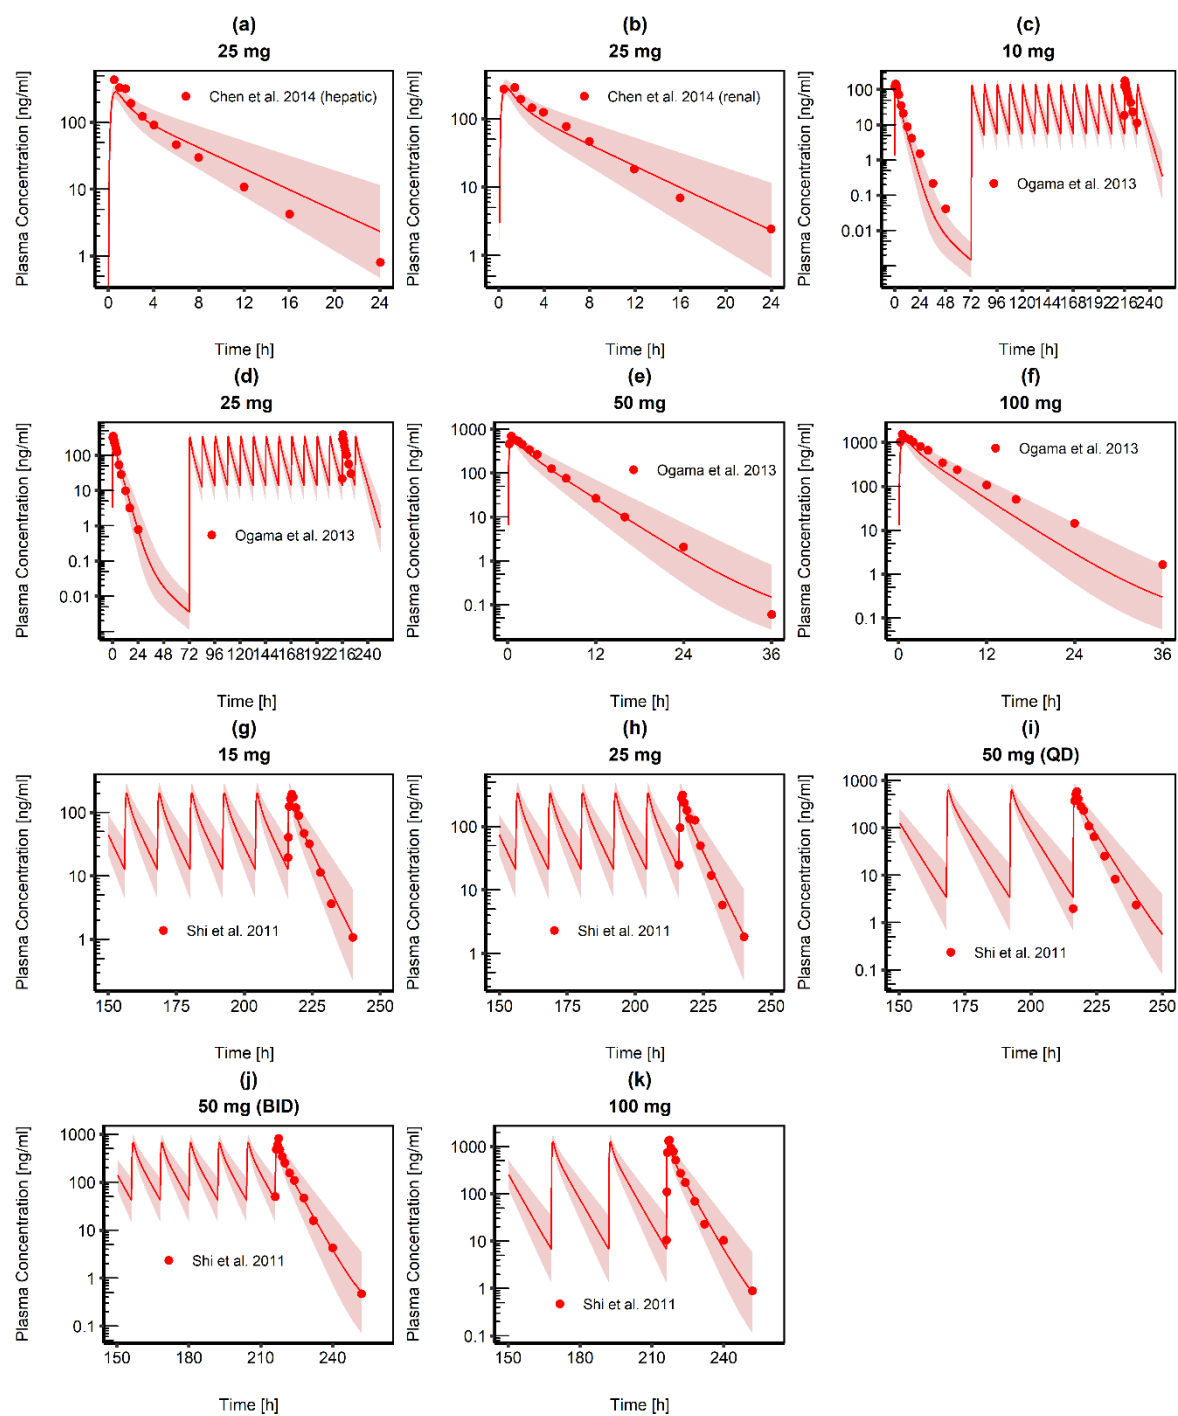 (a)
25 mg
Plasma Concentration [ng/ml]
100
10
1
Chen et al. 2014 (hepatic)
0 4 8 12 16 20 24
Time [h]
(b)
25 mg
Plasma Concentration [ng/ml]
100
10
1
Chen et al. 2014 (renal)
0 4 8 12 16 20 24
Time [h]
(c)
10 mg
Plasma Concentration [ng/ml]
100
10
1
0.1
0.01
Ogama et al. 2013
0 24 48 72 96 120 144 168 192 216 240
Time [h]
(d)
25 mg
Plasma Concentration [ng/ml]
100
10
1
0.1
0.01
Ogama et al. 2013
0 24 48 72 96 120 144 168 192 216 240
Time [h]
(e)
50 mg
Plasma Concentration [ng/ml]
1000
100
10
1
0.1
Ogama et al. 2013
0 12 24 36
Time [h]
(f)
100 mg
Plasma Concentration [ng/ml]
1000
100
10
1
0.1
Ogama et al. 2013
0 12 24 36
Time [h]
(g)
15 mg
Plasma Concentration [ng/ml]
100
10
1
Shi et al. 2011
150 175 200 225 250
Time [h]
(h)
25 mg
Plasma Concentration [ng/ml]
100
10
1
Shi et al. 2011
150 175 200 225 250
Time [h]
(i)
50 mg (QD)
Plasma Concentration [ng/ml]
1000
100
10
1
0.1
Shi et al. 2011
150 175 200 225 250
Time [h]
(j)
50 mg (BID)
Plasma Concentration [ng/ml]
1000
100
10
1
0.1
Shi et al. 2011
150 180 210 240
Time [h]
(k)
100 mg
Plasma Concentration [ng/ml]
1000
100
10
1
0.1
Shi et al. 2011
150 180 210 240
Time [h]